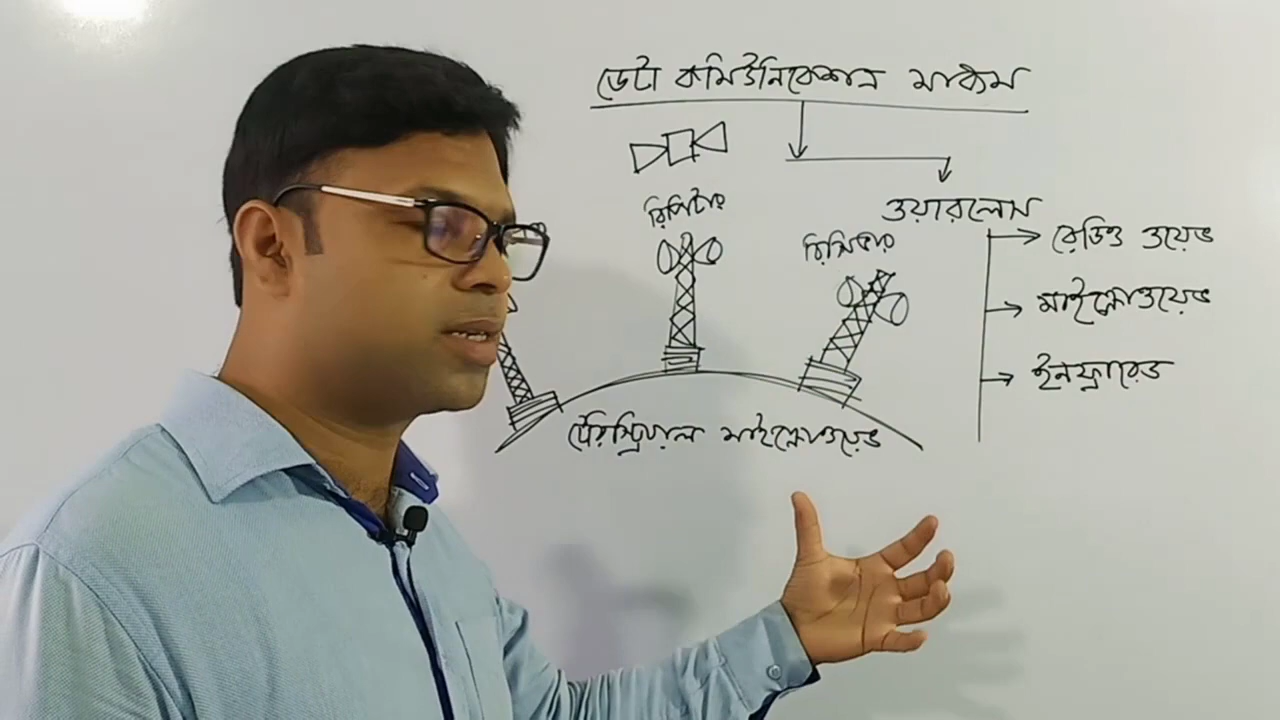 ডেটা কমিউনিকেশন মাধ্যম
ওয়ারলেস
রিপিটার
রিপিটার
রেডিও ওয়েভ
মাইক্রোওয়েভ
ইনফ্রারেড
টেরিস্ট্রিয়াল মাইক্রোওয়েভ